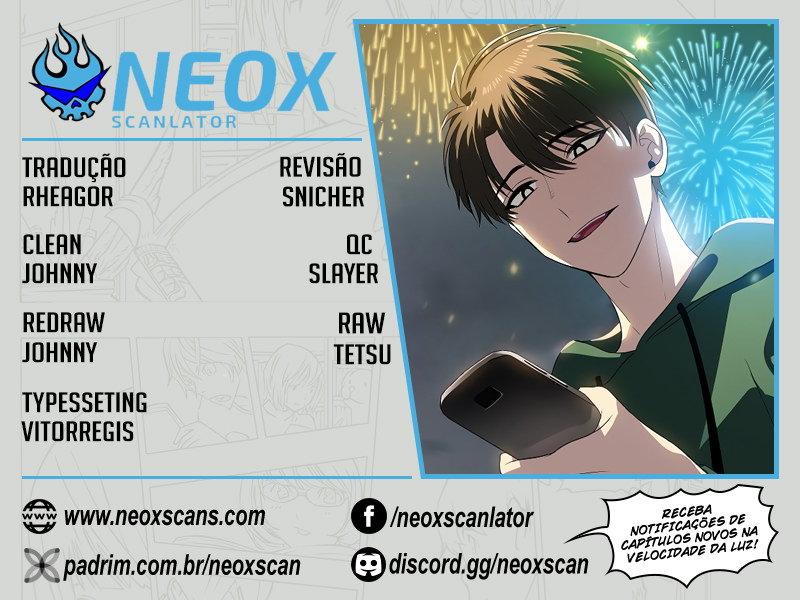 NEOX
SCANLATOR
TRADUÇÃO
RHEAGOR
REVISÃO
SNICHER
CLEAN
JOHNNY
QC
SLAYER
REDRAW
JOHNNY
RAW
TETSU
TYPESSETING
VITORREGIS
www.neoxscans.com
/neoxscanlator
padrim.com.br/neoxscan
discord.gg/neoxscan
RECEBA
NOTIFICAÇÕES DE
CAPÍTULOS NOVOS NA
VELOCIDADE DA LUZ!